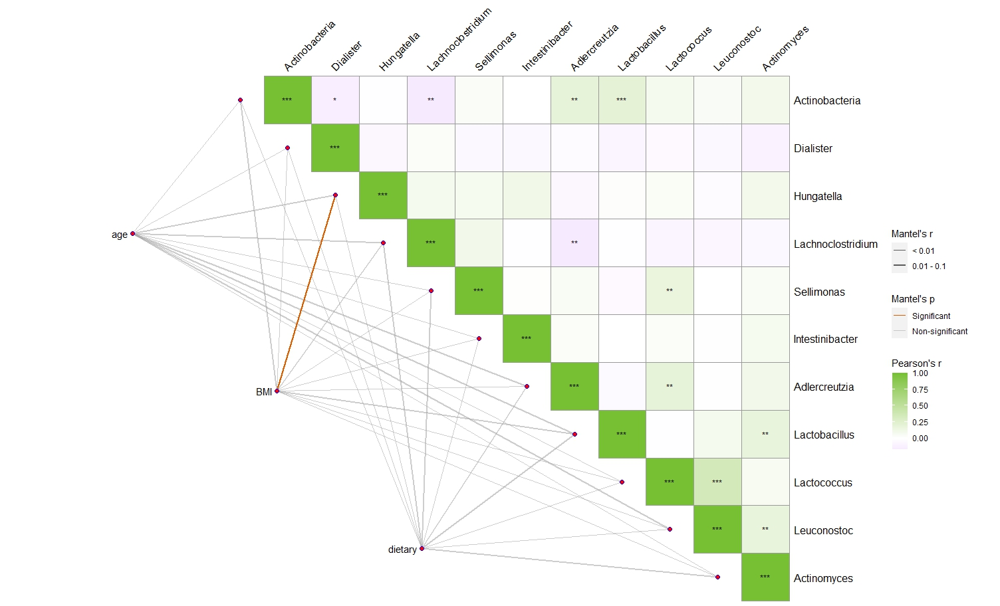 Actinobacteria
Dialister
Hungatella
Lachnoclostridium
Sellimonas
Intestinibacter
Adlercreutzia
Lactobacillus
Lactococcus
Leuconostoc
Actinomyces
*** * ** ** *** Actinobacteria
*** Dialister
*** Hungatella
age
*** ** Lachnoclostridium
*** ** Sellimonas
*** Intestinibacter
BMI
*** ** Adlercreutzia
*** ** Lactobacillus
*** *** Lactococcus
*** ** Leuconostoc
dietary
*** Actinomyces
Mantel's r
< 0.01
0.01 - 0.1
Mantel's p
Significant
Non-significant
Pearson's r
1.00
0.75
0.50
0.25
0.00